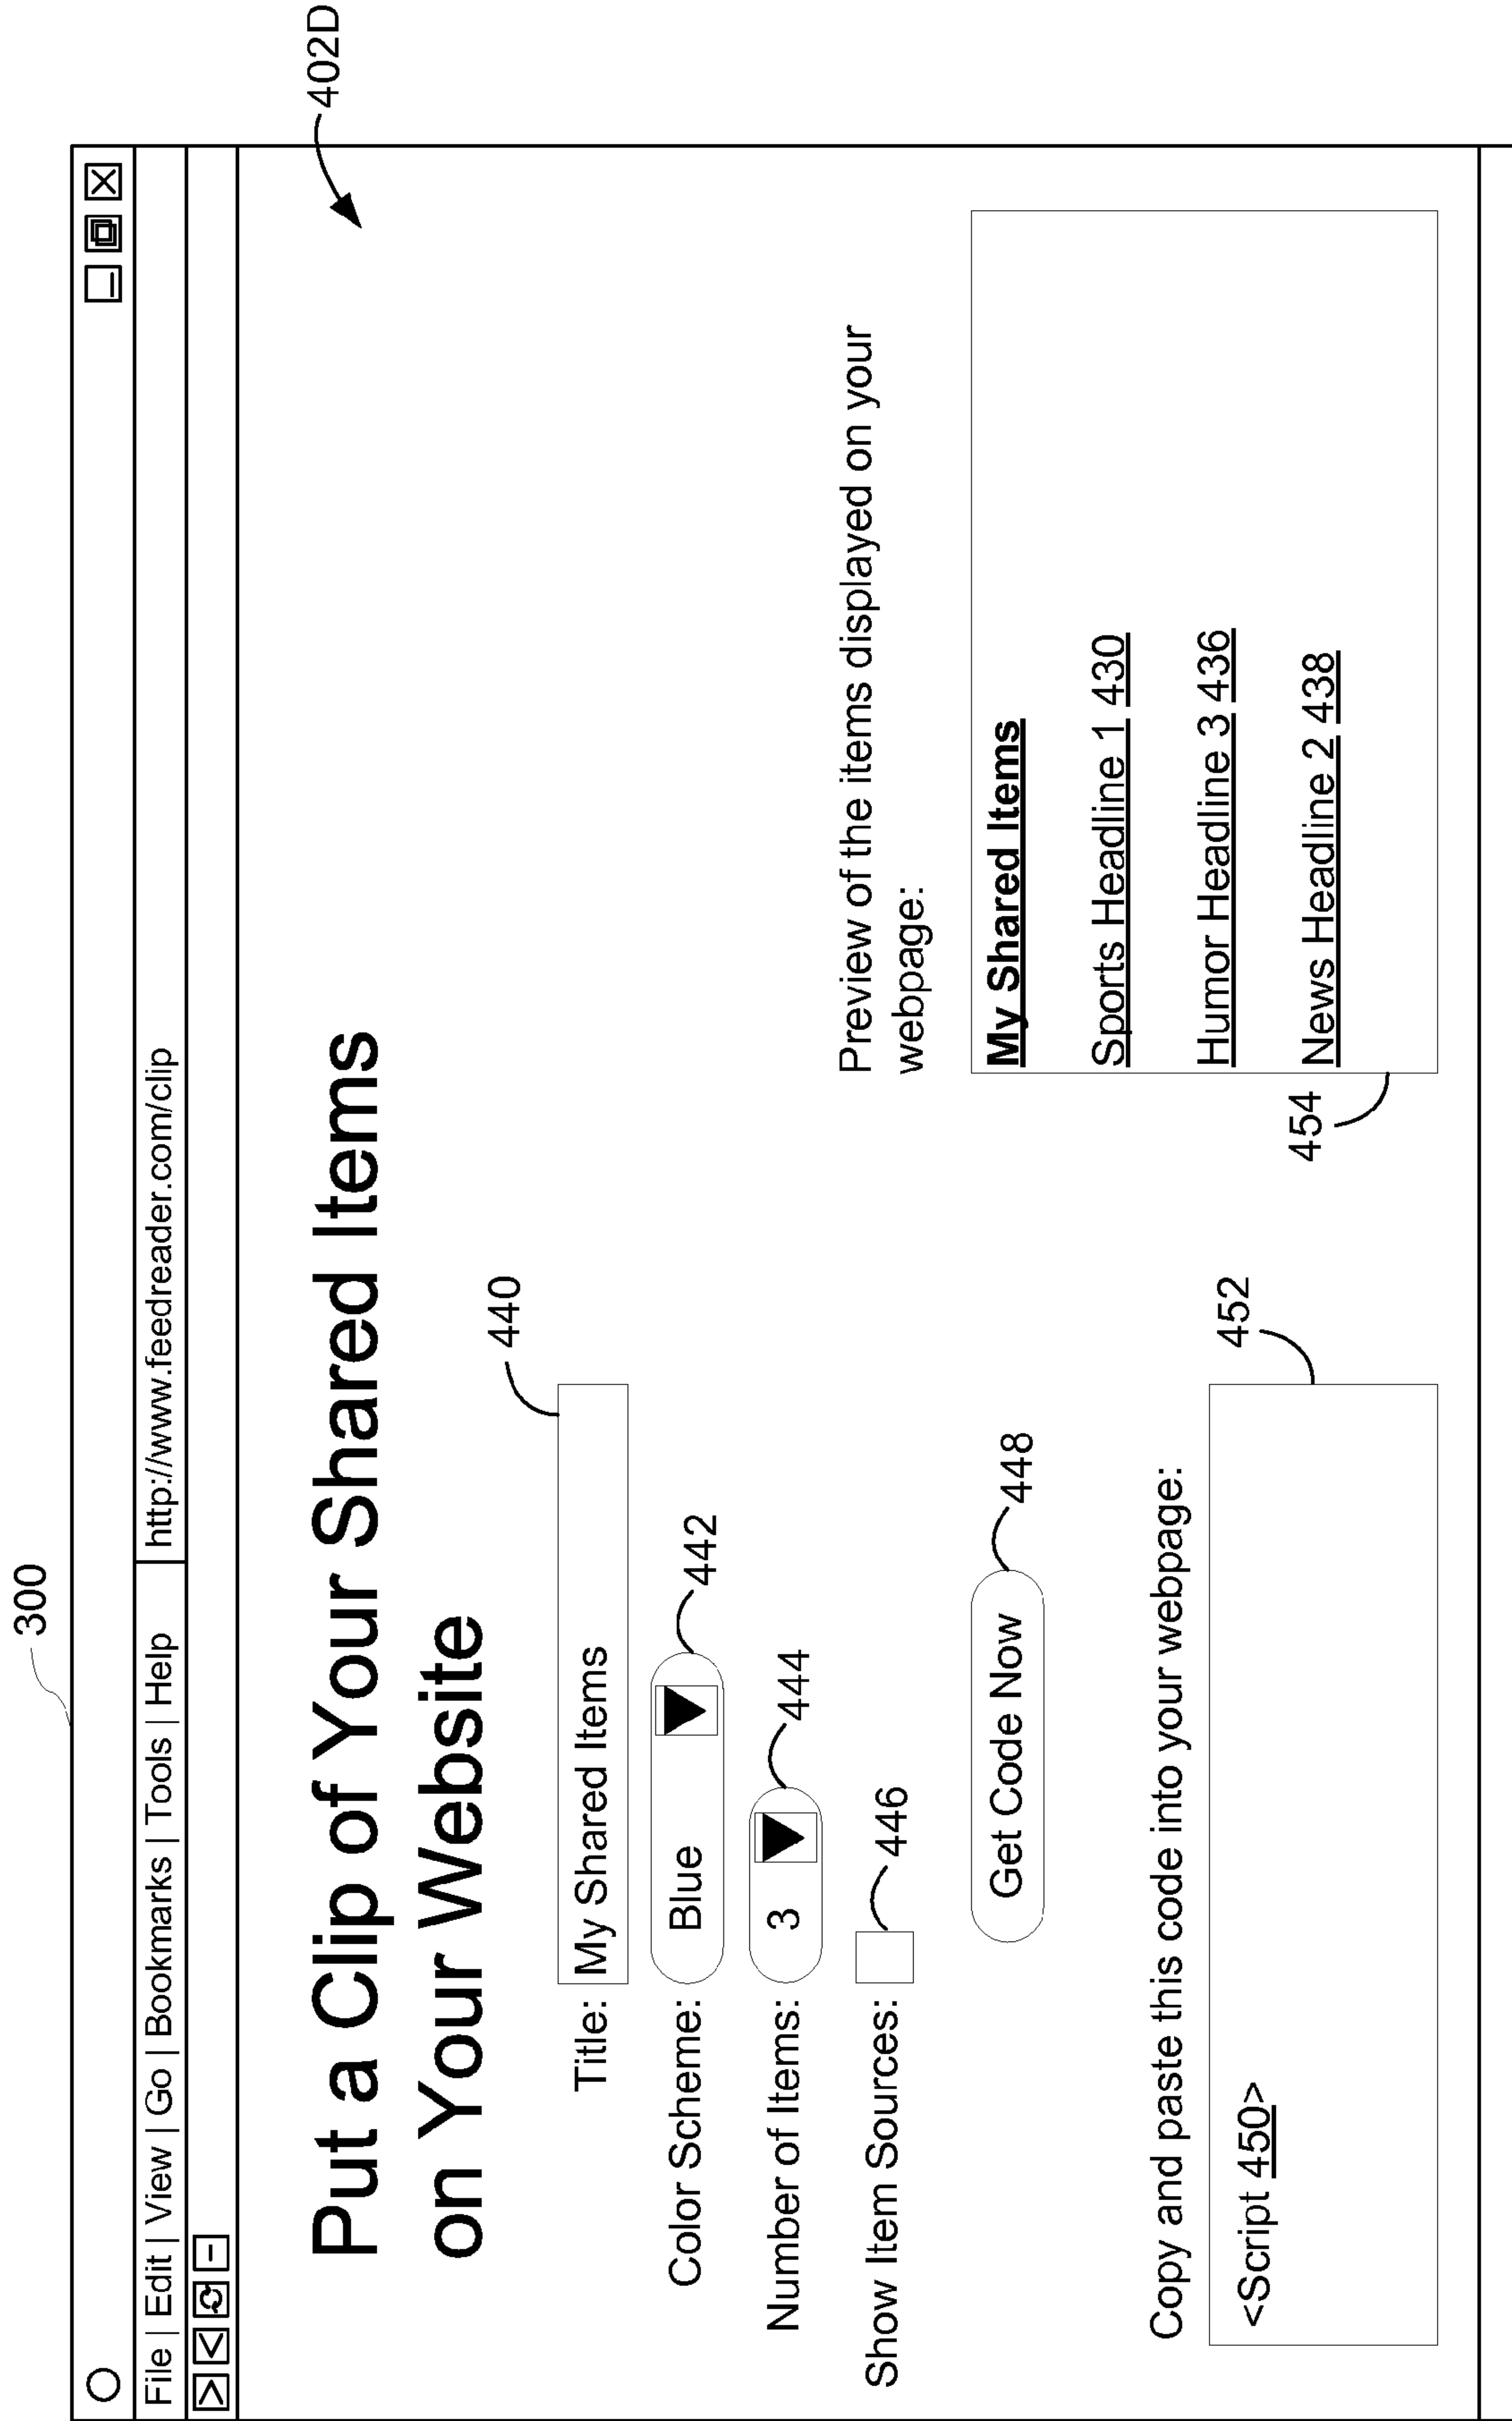 300
File | Edit | View | Go | Bookmarks | Tools | Help
http://www.feedreader.com/clip
402D
Put a Clip of Your Shared Items
on Your Website
440
Title: My Shared Items
Color Scheme: Blue
442
Number of Items: 3
444
Show Item Sources:
446
Get Code Now
448
Copy and paste this code into your webpage:
452
<Script 450>
Preview of the items displayed on your
webpage:
My Shared Items
Sports Headline 1 430
Humor Headline 3 436
News Headline 2 438
454